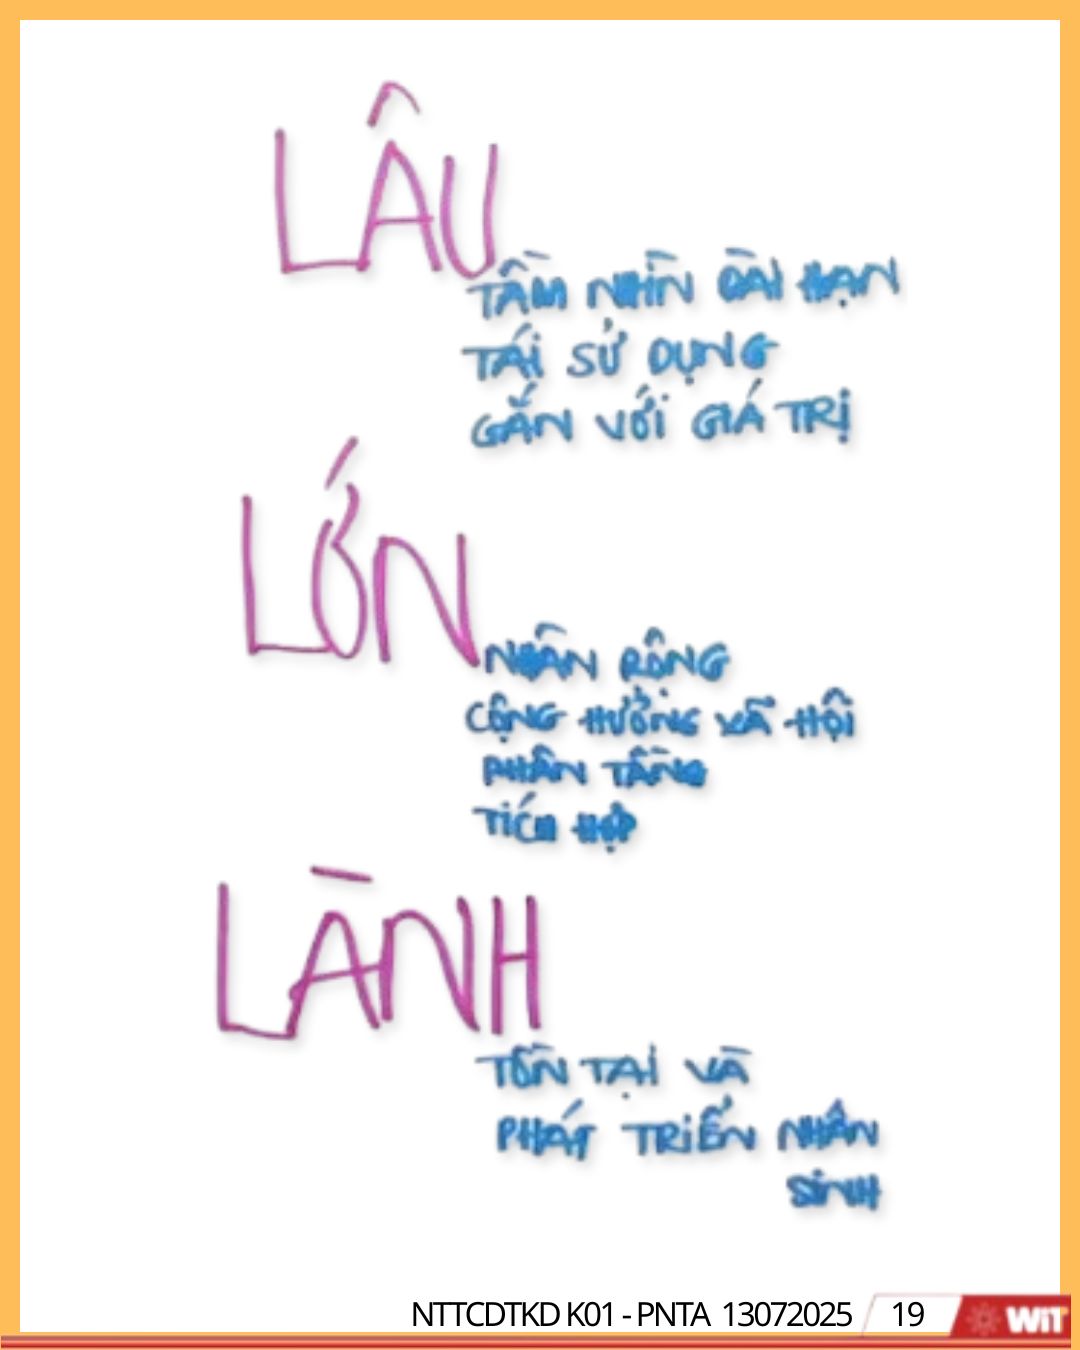 LÂU
TẦM NHÌN DÀI HẠN
TÁI SỬ DỤNG
GẮN VỚI GIÁ TRỊ
LỚN
NHÂN RỘNG
CỘNG HƯỞNG XÃ HỘI
PHÂN TẦNG
TÍCH HỢP
LÀNH
TỒN TẠI VÀ
PHÁT TRIỂN NHÂN
SINH
NTTCDTKD K01 - PNTA 13072025 19 WiT